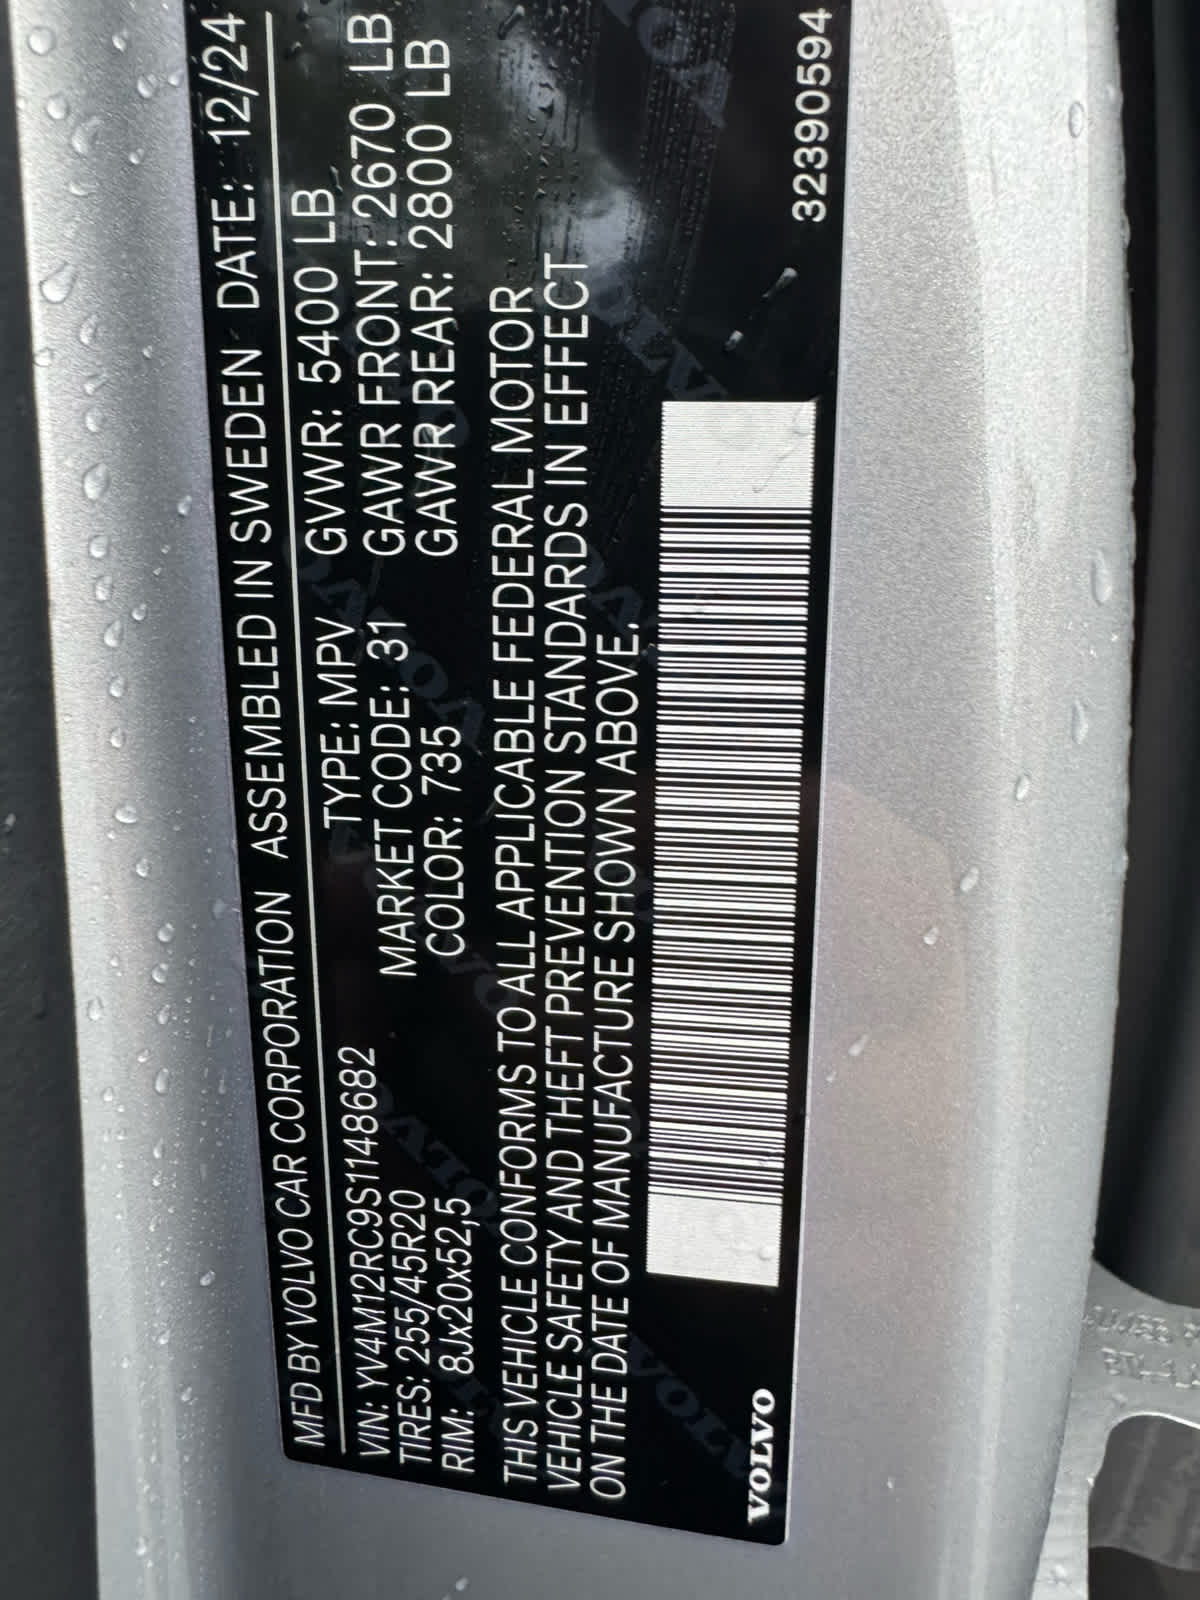 MFD BY VOLVO CAR CORPORATION ASSEMBLED IN SWEDEN DATE: 12/24
VIN: YV4M12RC9S1148682 TYPE: MPV GVWR: 5400 LB
TIRES: 255/45R20 MARKET CODE: 31 GAWR FRONT: 2670 LB
RIM: 8Jx20x52,5 COLOR: 735 GAWR REAR: 2800 LB
THIS VEHICLE CONFORMS TO ALL APPLICABLE FEDERAL MOTOR
VEHICLE SAFETY AND THEFT PREVENTION STANDARDS IN EFFECT
ON THE DATE OF MANUFACTURE SHOWN ABOVE.
VOLVO 32390594